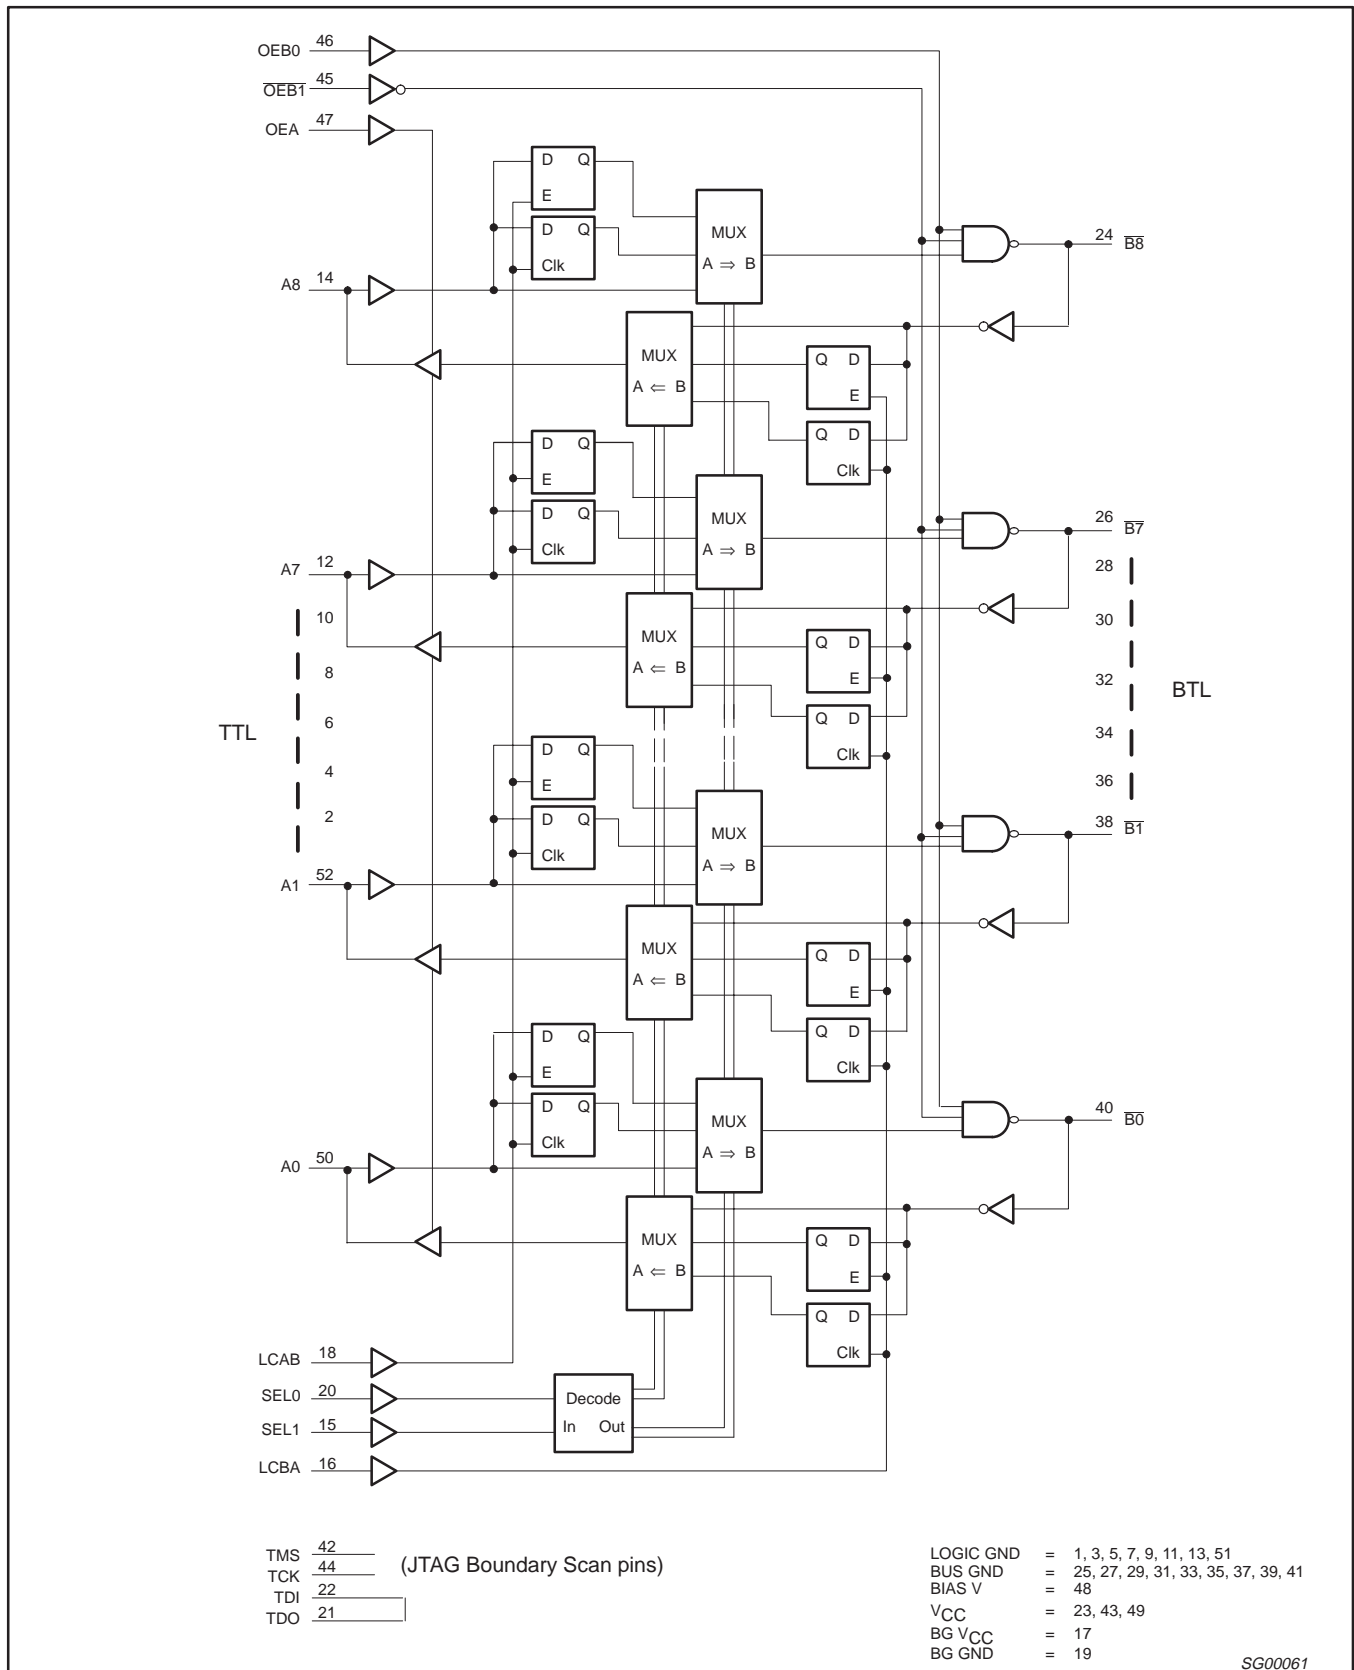 OEB0 46
OEB1 45
OEA 47
D Q
E
D Q
Clk
MUX
A ⇒ B
24 B8
A8 14
MUX
A ⇐ B
Q D
E
Q D
Clk
D Q
E
D Q
Clk
MUX
A ⇒ B
26 B7
A7 12
28
10
MUX
A ⇐ B
Q D
E
30
8
32
BTL
Q D
Clk
6
TTL
34
4
36
2
D Q
E
D Q
Clk
MUX
A ⇒ B
38 B1
A1 52
MUX
A ⇐ B
Q D
E
Q D
Clk
D Q
E
D Q
Clk
MUX
A ⇒ B
40 B0
A0 50
MUX
A ⇐ B
Q D
E
Q D
Clk
LCAB 18
SEL0 20
SEL1 15
LCBA 16
Decode
In Out
TMS 42
TCK 44
TDI 22
TDO 21
(JTAG Boundary Scan pins)
LOGIC GND = 1, 3, 5, 7, 9, 11, 13, 51
BUS GND = 25, 27, 29, 31, 33, 35, 37, 39, 41
BIAS V = 48
VCC = 23, 43, 49
BG VCC = 17
BG GND = 19
SG00061